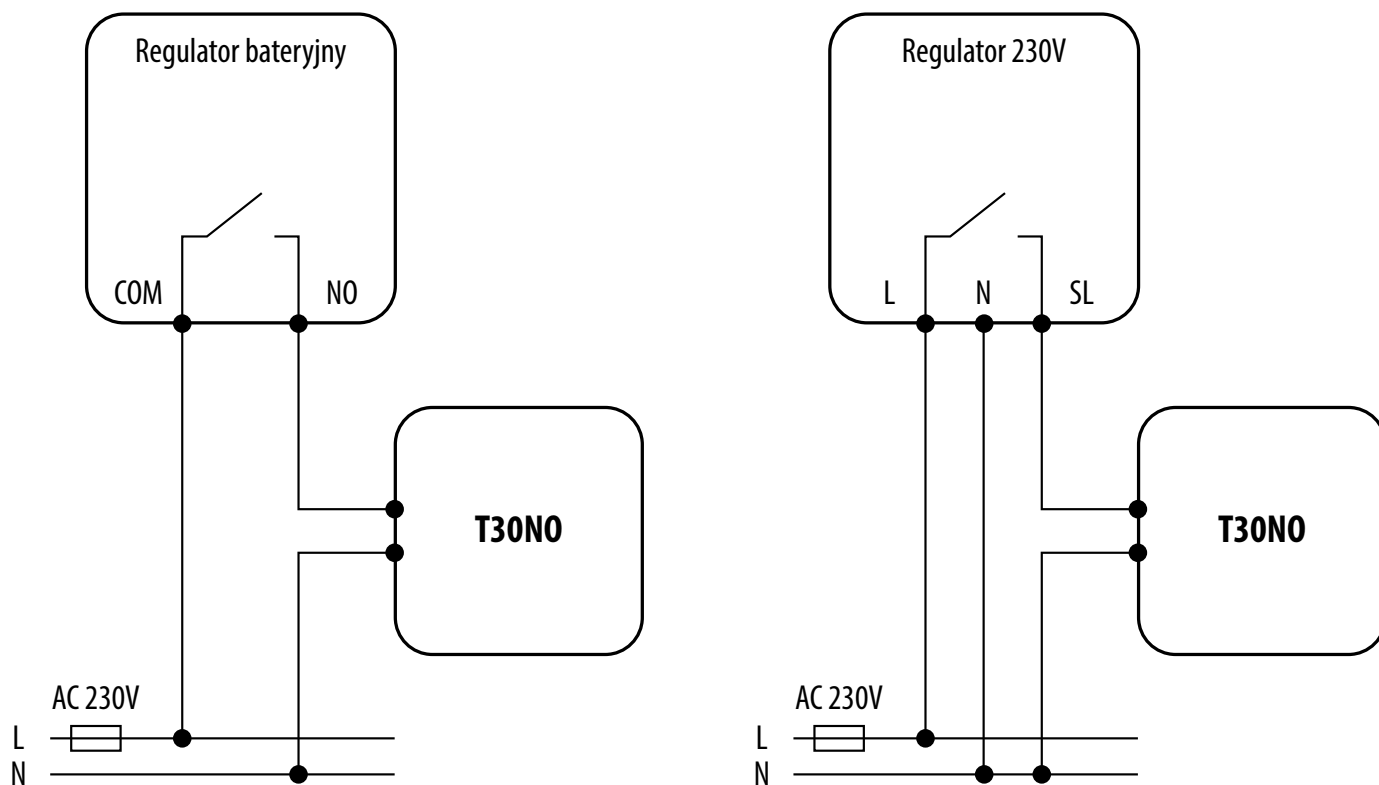 Regulator bateryjny
COM
NO
T30NO
AC 230V
L
N
Regulator 230V
L
N
SL
T30NO
AC 230V
L
N